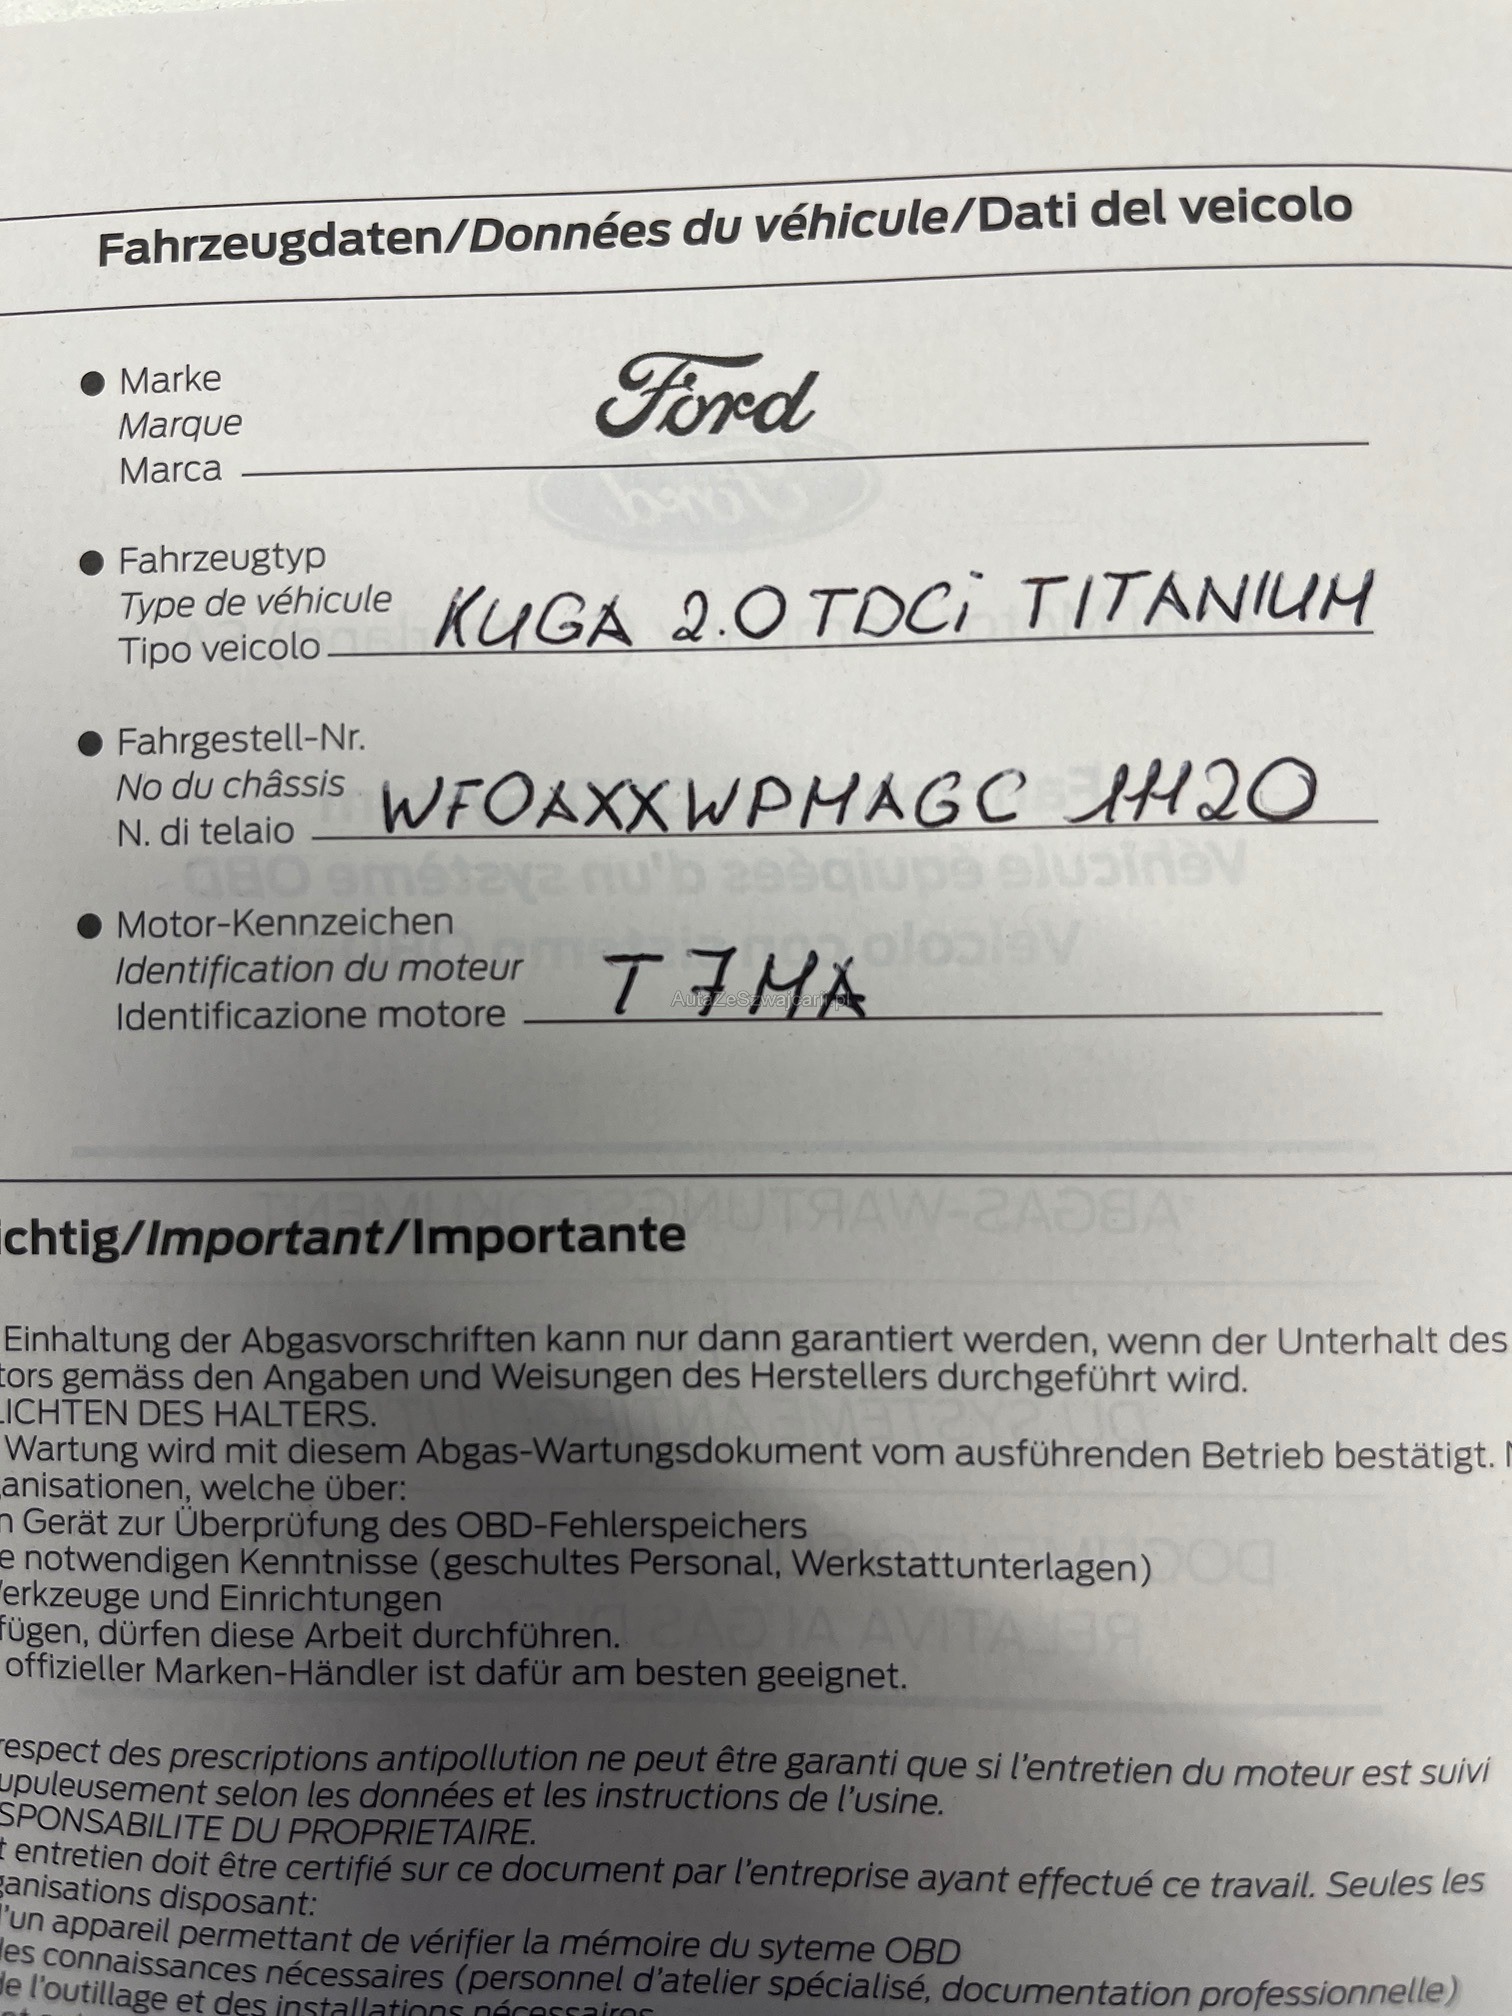 Fahrzeugdaten/Données du véhicule/Dati del veicolo
Ford
● Marke
Marque
Marca
● Fahrzeugtyp
Type de véhicule
Tipo veicolo
KUGA 2.0 TDCi TITANIUM
● Fahrgestell-Nr.
No du châssis
N. di telaio
WFOAXXWPMAGC 11120
● Motor-Kennzeichen
Identification du moteur
Identificazione motore
T7MA
AutaZeSzwajcarii.pl
ichtig/Important/Importante
Einhaltung der Abgasvorschriften kann nur dann garantiert werden, wenn der Unterhalt des
tors gemäss den Angaben und Weisungen des Herstellers durchgeführt wird.
LICHTEN DES HALTERS.
Wartung wird mit diesem Abgas-Wartungsdokument vom ausführenden Betrieb bestätigt.
anisationen, welche über:
n Gerät zur Überprüfung des OBD-Fehlerspeichers
e notwendigen Kenntnisse (geschultes Personal, Werkstattunterlagen)
erkzeuge und Einrichtungen
fügen, dürfen diese Arbeit durchführen.
offizieller Marken-Händler ist dafür am besten geeignet.
respect des prescriptions antipollution ne peut être garanti que si l'entretien du moteur est suivi
upuleusement selon les données et les instructions de l'usine.
SPONSABILITE DU PROPRIETAIRE.
t entretien doit être certifié sur ce document par l'entreprise ayant effectué ce travail. Seules les
ganisations disposant:
l'un appareil permettant de vérifier la mémoire du syteme OBD
les connaissances nécessaires (personnel d'atelier spécialisé, documentation professionnelle)
de l'outillage et des installations nécessaires